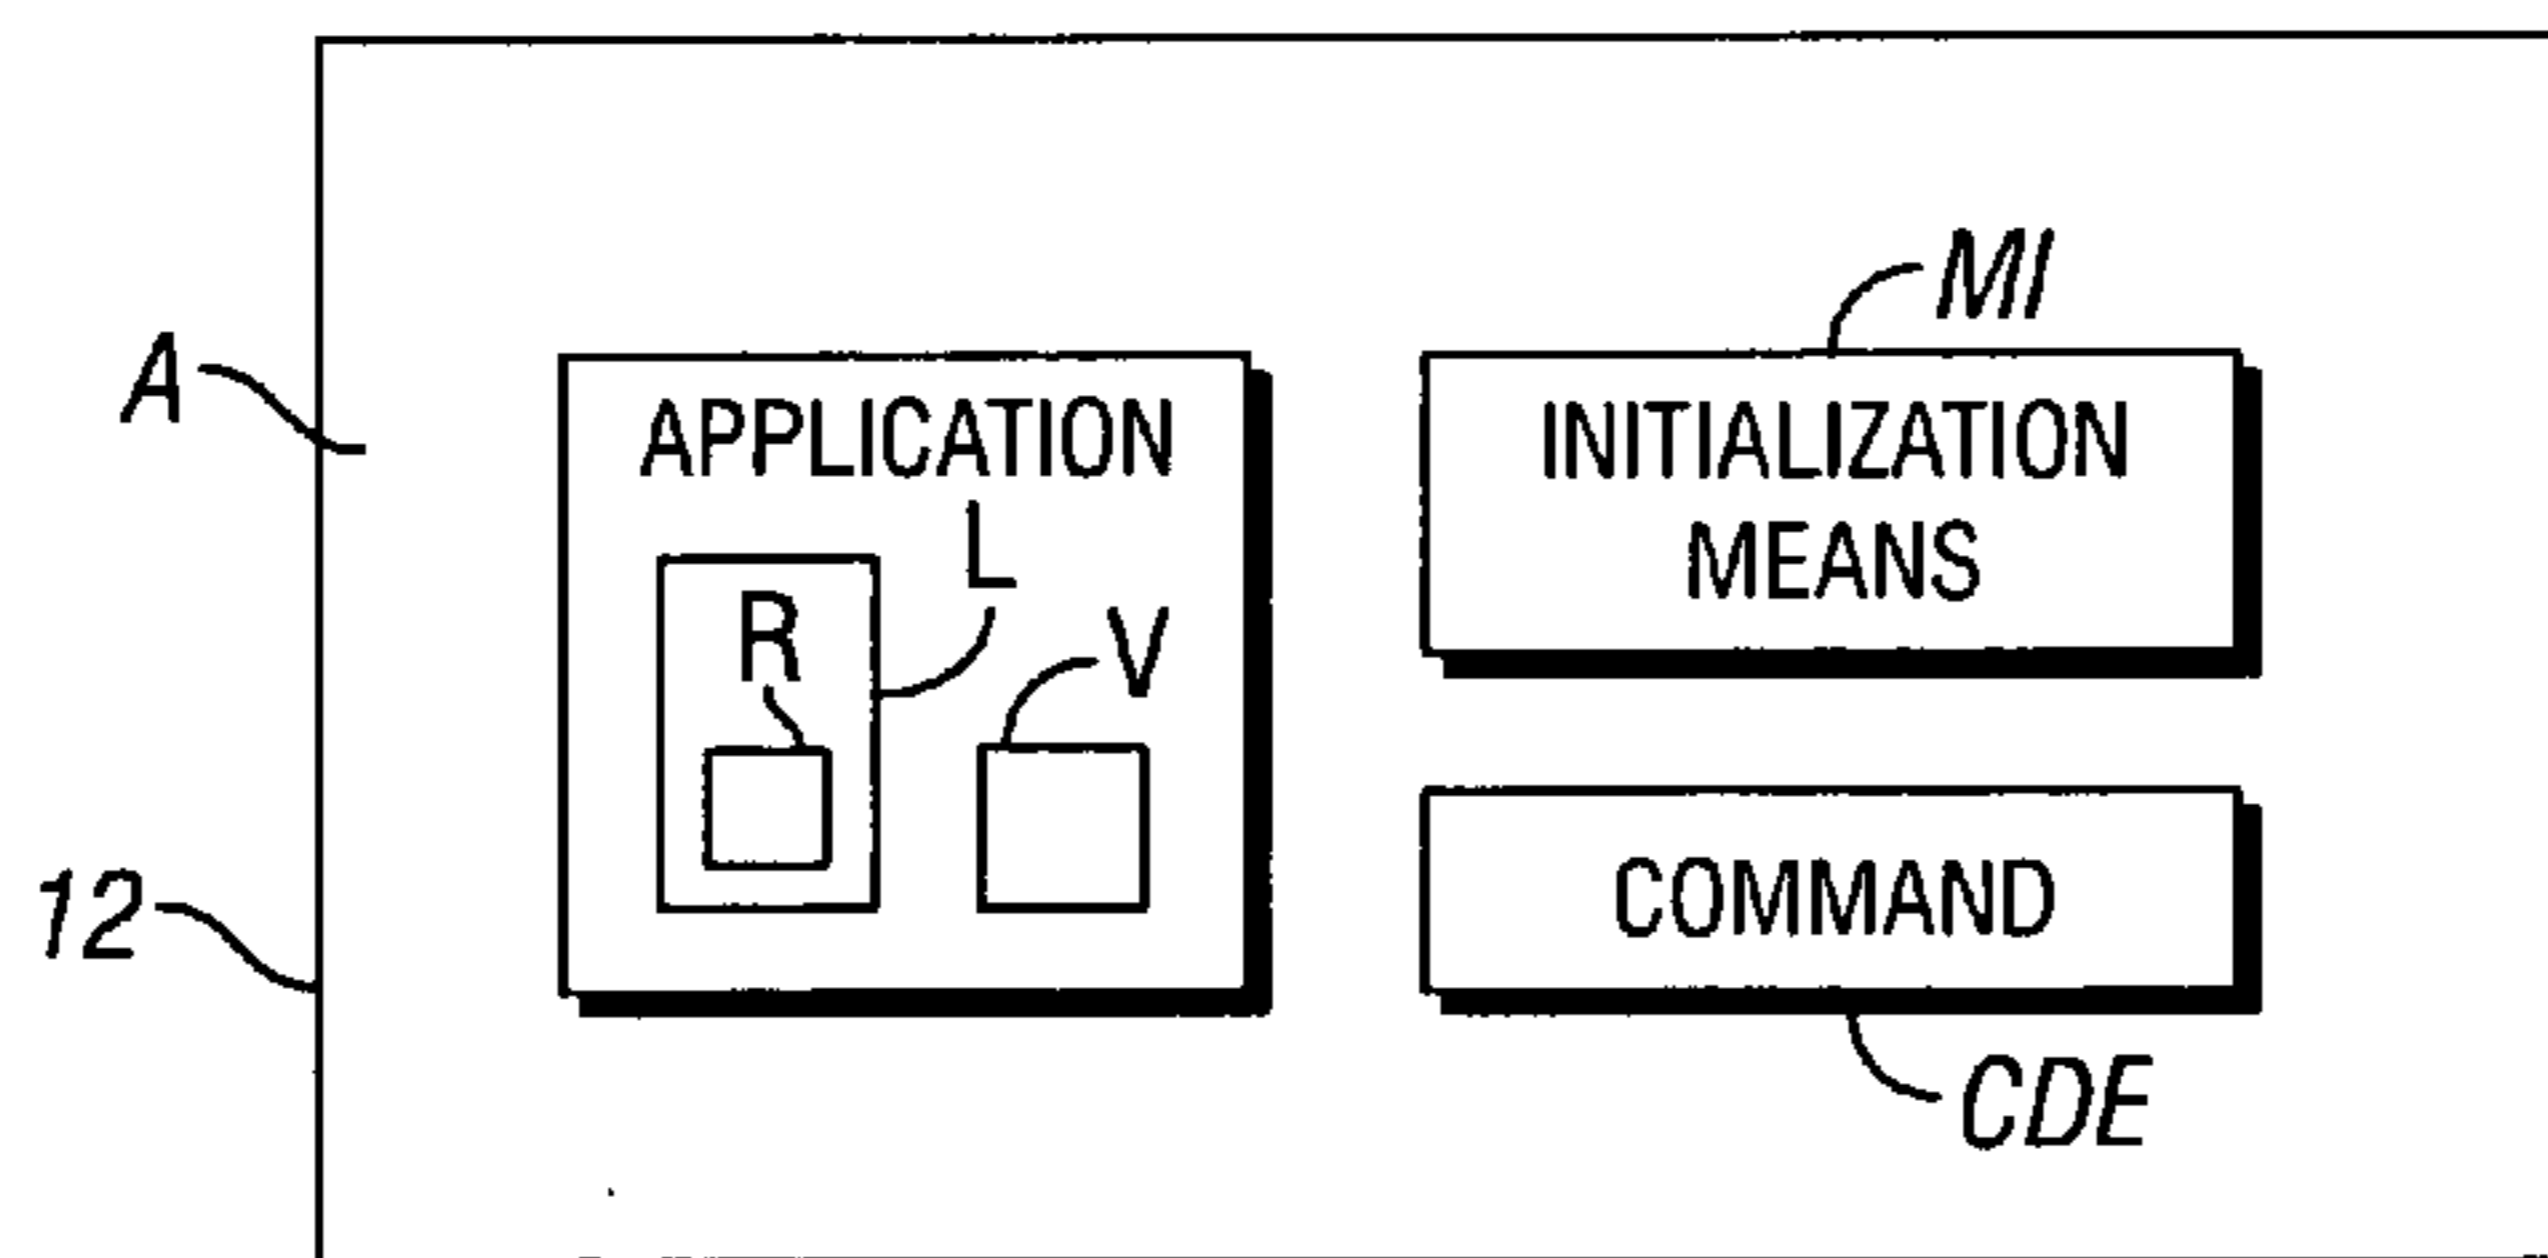 MI
A
APPLICATION
INITIALIZATION
MEANS
L
R
V
12
COMMAND
CDE